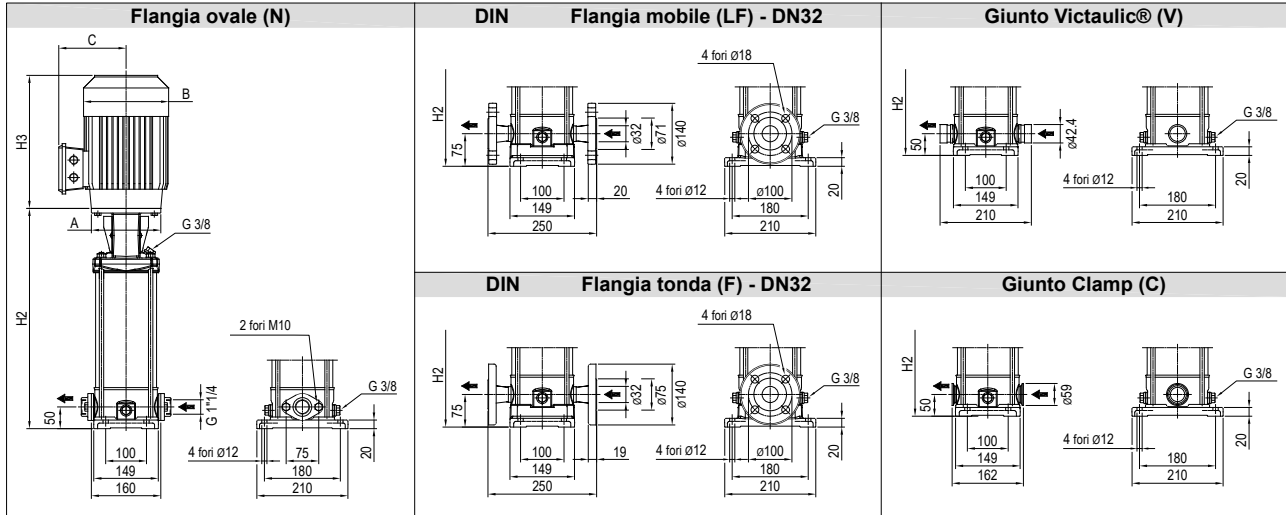 Flangia ovale (N)
C
B
H3
A
G 3/8
H2
2 fori M10
G 3/8
G 1"1/4
50
100
149
160
4 fori Ø12
75
180
210
20
DIN Flangia mobile (LF) - DN32
4 fori Ø18
H2
75
Ø32
Ø71
Ø140
G 3/8
100
20
149
250
4 fori Ø12
Ø100
180
210
20
Giunto Victaulic® (V)
H2
50
Ø42.4
G 3/8
100
149
210
4 fori Ø12
180
210
20
DIN Flangia tonda (F) - DN32
4 fori Ø18
H2
75
Ø32
Ø75
Ø140
G 3/8
100
19
149
250
4 fori Ø12
Ø100
180
210
20
Giunto Clamp (C)
H2
50
Ø59
G 3/8
100
149
162
4 fori Ø12
180
210
20